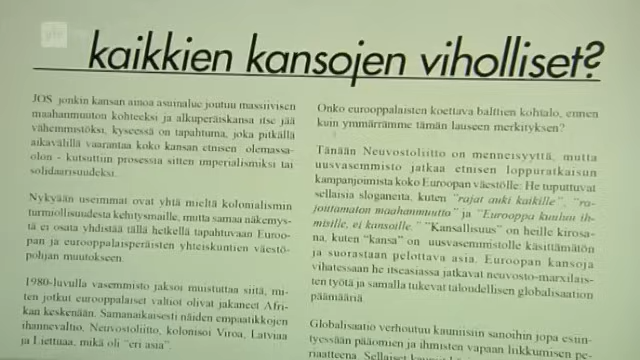 yle
kaikkien kansojen viholliset?
JOS jonkin kansan ainoa asuinalue joutuu massiivisen
maahanmuuton kohteeksi ja alkuperäiskansa itse jää
vähemmistöksi, kyseessä on tapahtuma, joka pitkällä
aikavälillä vaarantaa koko kansan etnisen olemassa-
olon - kutsuttiin prosessia sitten imperialismiksi tai
solidaarisuudeksi.
Nykyään useimmat ovat yhtä mieltä kolonialismin
turmiollisuudesta kehitysmaille, mutta samaa näkemys-
tä ei osata yhdistää tällä hetkellä tapahtuvaan Euroo-
pan ja eurooppalaisperäisten yhteiskuntien väestö-
pohjan muutokseen.
1980-luvulla vasemmisto jaksoi muistuttaa siitä, mi-
ten jotkut eurooppalaiset valtiot olivat jakaneet Afri-
kan keskenään. Samanaikaisesti näiden empaatikkojen
ihannevaltio, Neuvostoliitto, kolonisoi Viroa, Latviaa
ja Liettuaa, mikä oli "eri asia".
Onko eurooppalaisten koettava balttien kohtalo, ennen
kuin ymmärrämme tämän lauseen merkityksen?
Tänään Neuvostoliitto on menneisyyttä, mutta
uusvasemmisto jatkaa etnisen loppuratkaisun
kampanjoimista koko Euroopan väestölle: He tuputtavat
sellaisia sloganeita, kuten "rajat auki kaikille", "ra-
joutamaton maahanmuutto" ja "Eurooppa kuuluu ih-
misille, ei kansoille." "Kansallisuus" on heille kirosa-
na, kuten "kansa" on uusvasemmistolle käsittämätön
ja suorastaan pelottava asia. Euroopan kansoja
vihatessaan he itseasiassa jatkavat neuvosto-marxilais-
ten työtä ja samalla tukevat taloudellisen globalisaation
päämääriä.
Globalisaatio verhoutuu kauniisiin sanoihin jopa esiin-
tyessään pääomien ja ihmisten vapaan liikkumisen pe-
riaatteena. Sellaiset